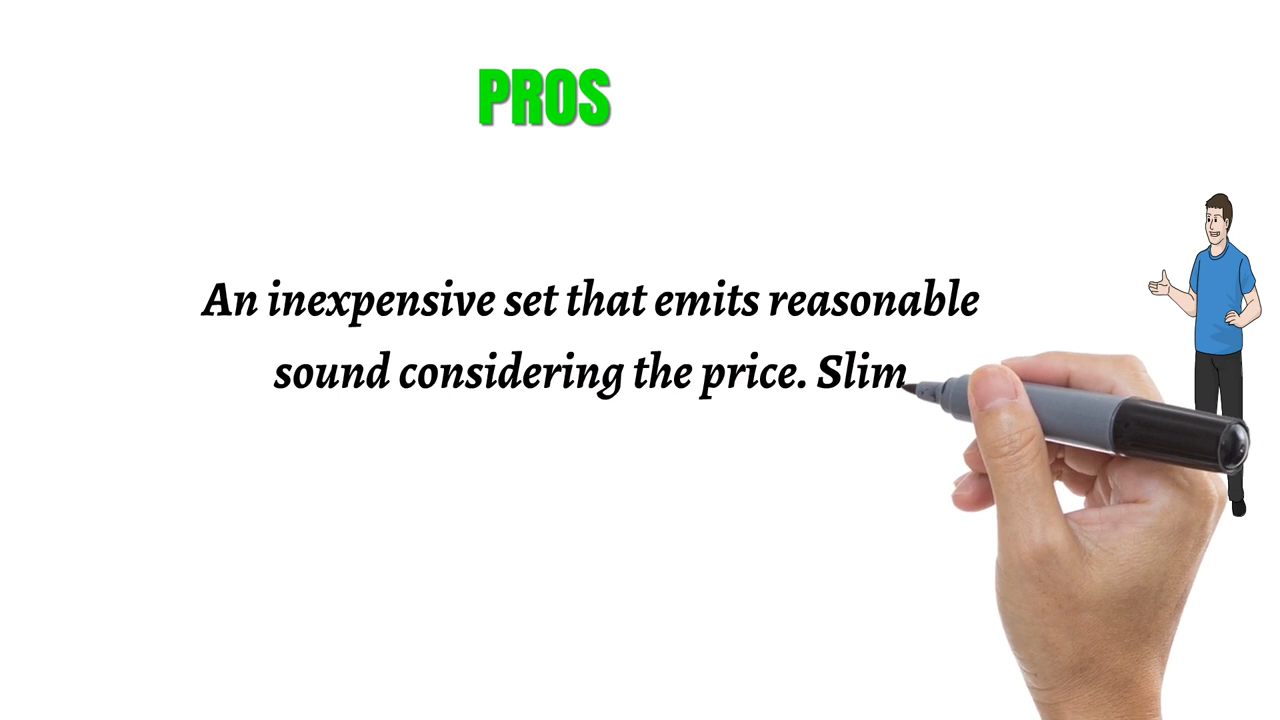 PROS
An inexpensive set that emits reasonable
sound considering the price. Slim